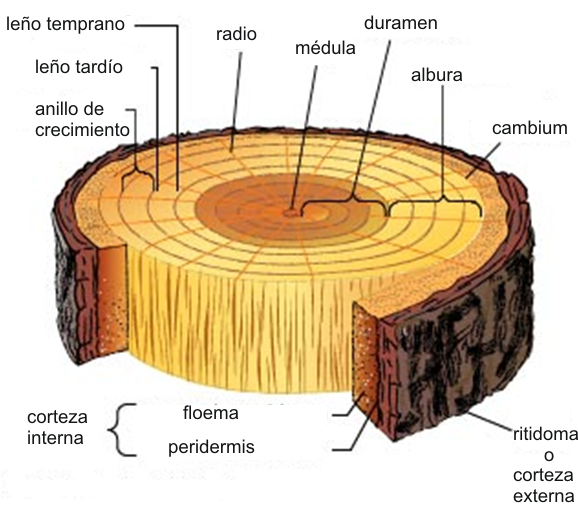 leño temprano
leño tardío
anillo de
crecimiento
radio
médula
duramen
albura
cambium
corteza
interna
floema
peridermis
ritidoma
o
corteza
externa